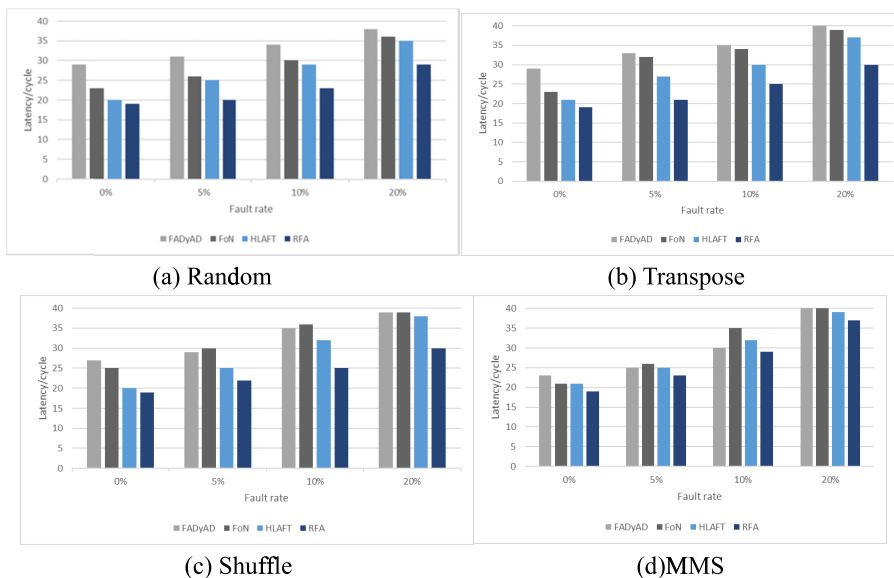 40
35
30
25
20
15
10
5
0
Latency/cycle
0% 5% 10% 20%
Fault rate
FADyAD FoN HLAFT RFA
(a) Random
40
35
30
25
20
15
10
5
0
Latency/cycle
0% 5% 10% 20%
Fault rate
FADyAD FoN HLAFT RFA
(b) Transpose
40
35
30
25
20
15
10
5
0
Latency/cycle
0% 5% 10% 20%
Fault rate
FADyAD FoN HLAFT RFA
(c) Shuffle
40
35
30
25
20
15
10
5
0
Latency/cycle
0% 5% 10% 20%
Fault rate
FADyAD FoN HLAFT RFA
(d)MMS